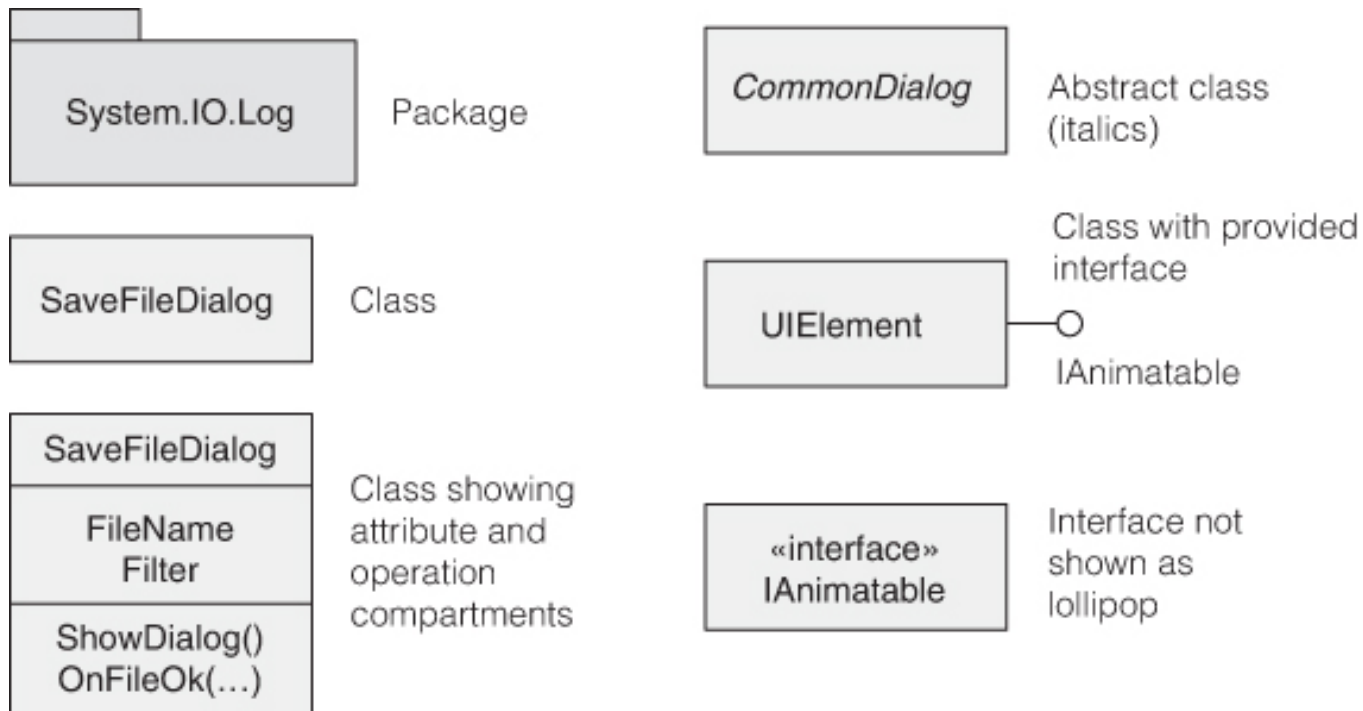 System.IO.Log
Package
SaveFileDialog
Class
SaveFileDialog
FileName
Filter
ShowDialog()
OnFileOk(…)
Class showing
attribute and
operation
compartments
CommonDialog
Abstract class
(italics)
UIElement
Class with provided
interface
IAnimatable
«interface»
IAnimatable
Interface not
shown as
lollipop